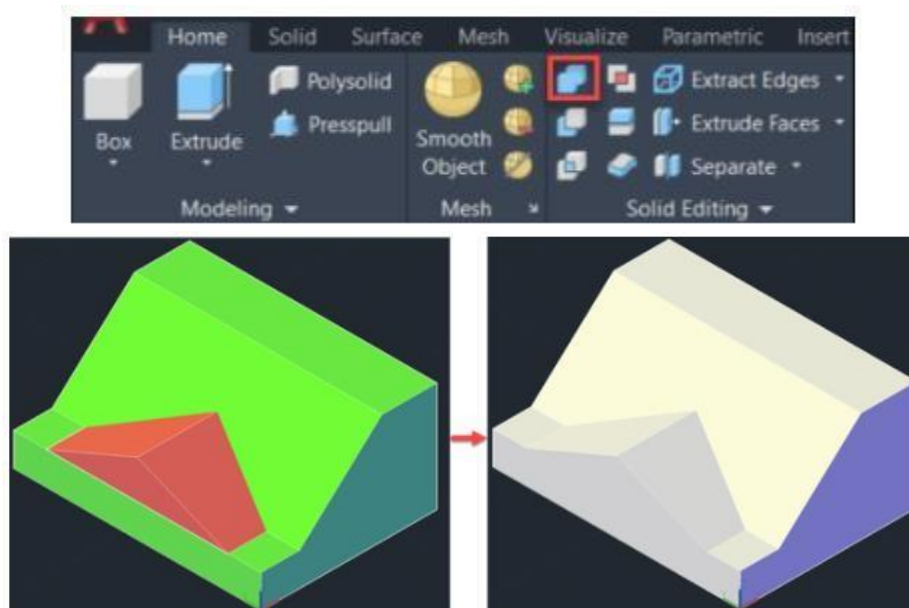 Home Solid Surface Mesh Visualize Parametric Insert
Polysolid
Presspull
Box
Extrude
Smooth
Object
Extract Edges
Extrude Faces
Separate
Modeling
Mesh
Solid Editing